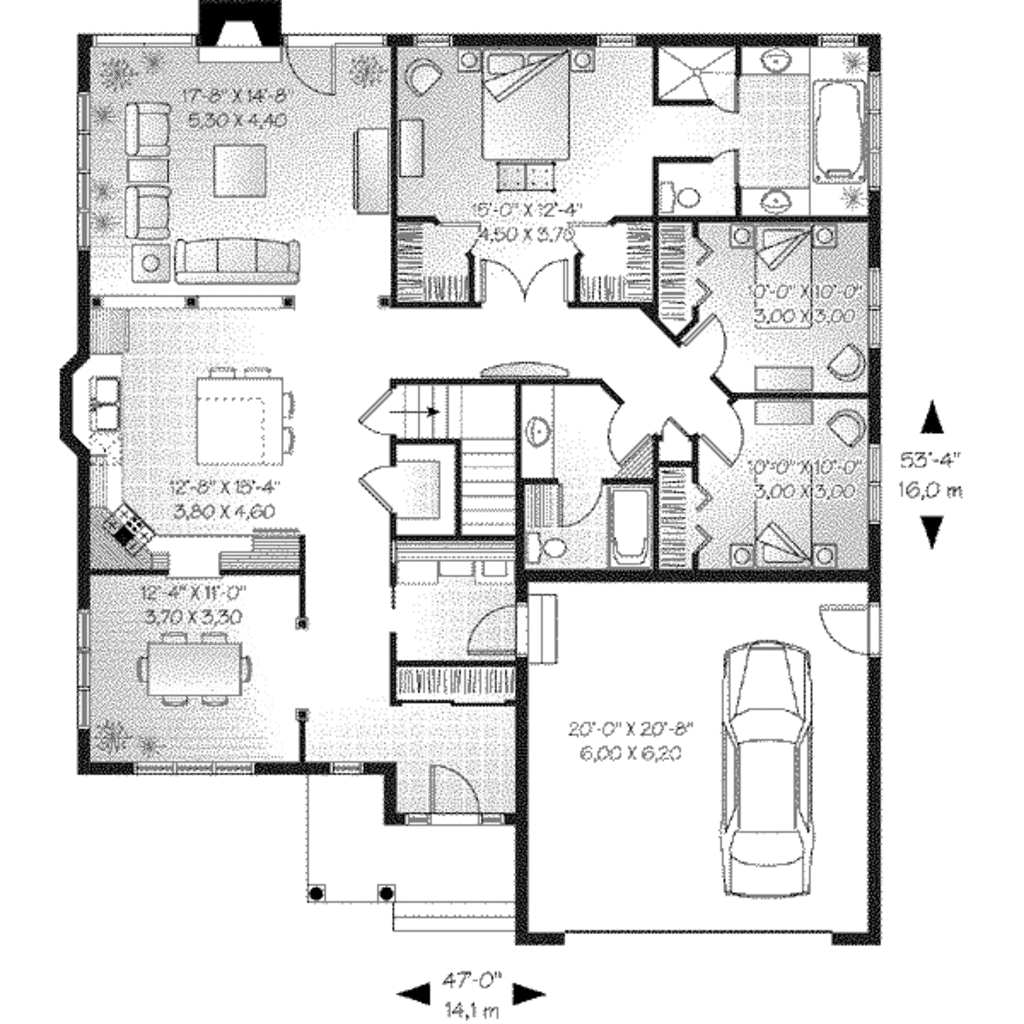 17'-8" X 14'-8"
5,30 X 4,40
15'-0" X 12'-4"
4,50 X 3,70
10'-0" X 10'-0"
3,00 X 3,00
53'-4"
16,0 m
10'-0" X 10'-0"
3,00 X 3,00
12'-8" X 15'-4"
3,80 X 4,60
12'-4" X 11'-0"
3,70 X 3,30
20'-0" X 20'-8"
6,00 X 6,20
47'-0"
14,1 m